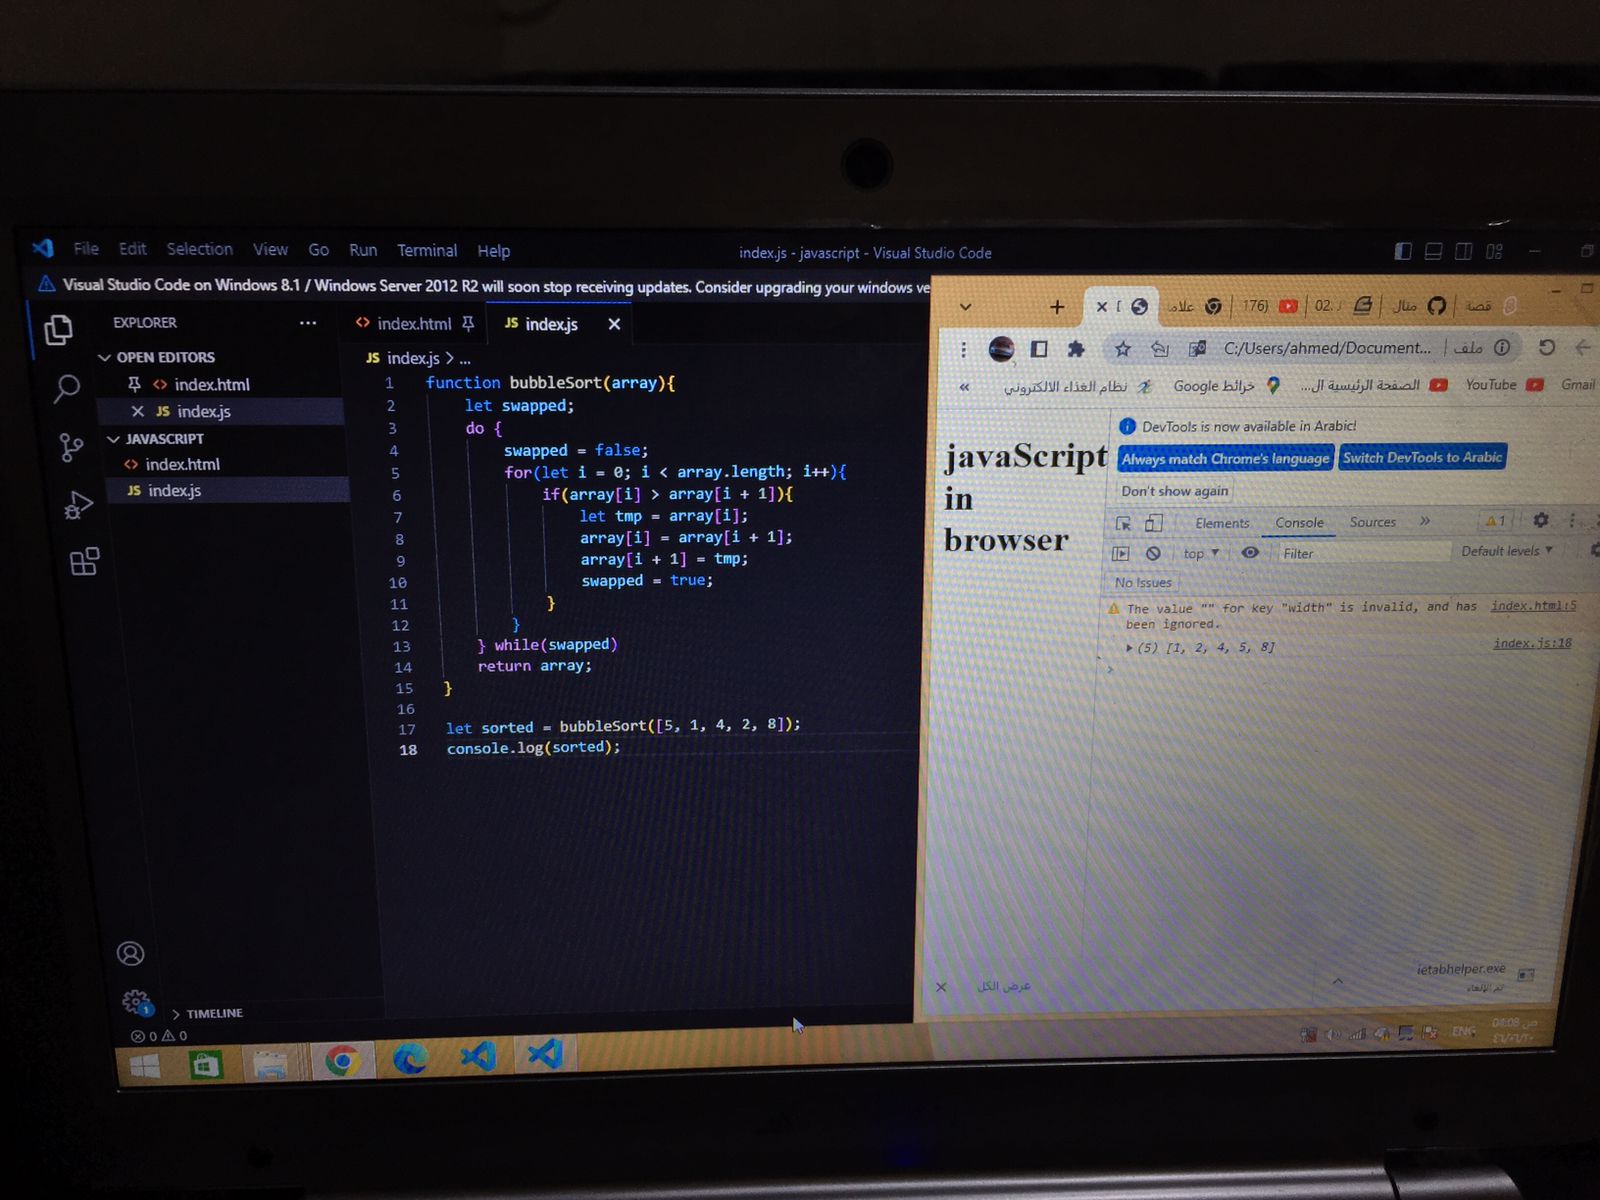 File Edit Selection View Go Run Terminal Help
index.js - javascript - Visual Studio Code
Visual Studio Code on Windows 8.1 / Windows Server 2012 R2 will soon stop receiving updates. Consider upgrading your windows ve
EXPLORER
OPEN EDITORS
index.html
JS index.js
JAVASCRIPT
index.html
JS index.js
TIMELINE
1
0 0
index.html
JS index.js
JS index.js > ...
1 function bubbleSort(array){
2 let swapped;
3 do {
4 swapped = false;
5 for(let i = 0; i < array.length; i++){
6 if(array[i] > array[i + 1]){
7 let tmp = array[i];
8 array[i] = array[i + 1];
9 array[i + 1] = tmp;
10 swapped = true;
11 }
12 }
13 } while(swapped)
14 return array;
15 }
16
17 let sorted = bubbleSort([5, 1, 4, 2, 8]);
18 console.log(sorted);
قصة
مثال
02.
(176
علاما
C:/Users/ahmed/Document... ملف
Gmail YouTube الصفحة الرئيسية ال... خرائط Google نظام الغذاء الالكتروني
javaScript
in
browser
DevTools is now available in Arabic!
Always match Chrome's language Switch DevTools to Arabic
Don't show again
Elements Console Sources » 1
top Filter Default levels
No Issues
The value "" for key "width" is invalid, and has index.html:5
been ignored.
(5) [1, 2, 4, 5, 8] index.js:18
>
ietabhelper.exe
تم الإلغاء
عرض الكل
ENG
04:08 ص